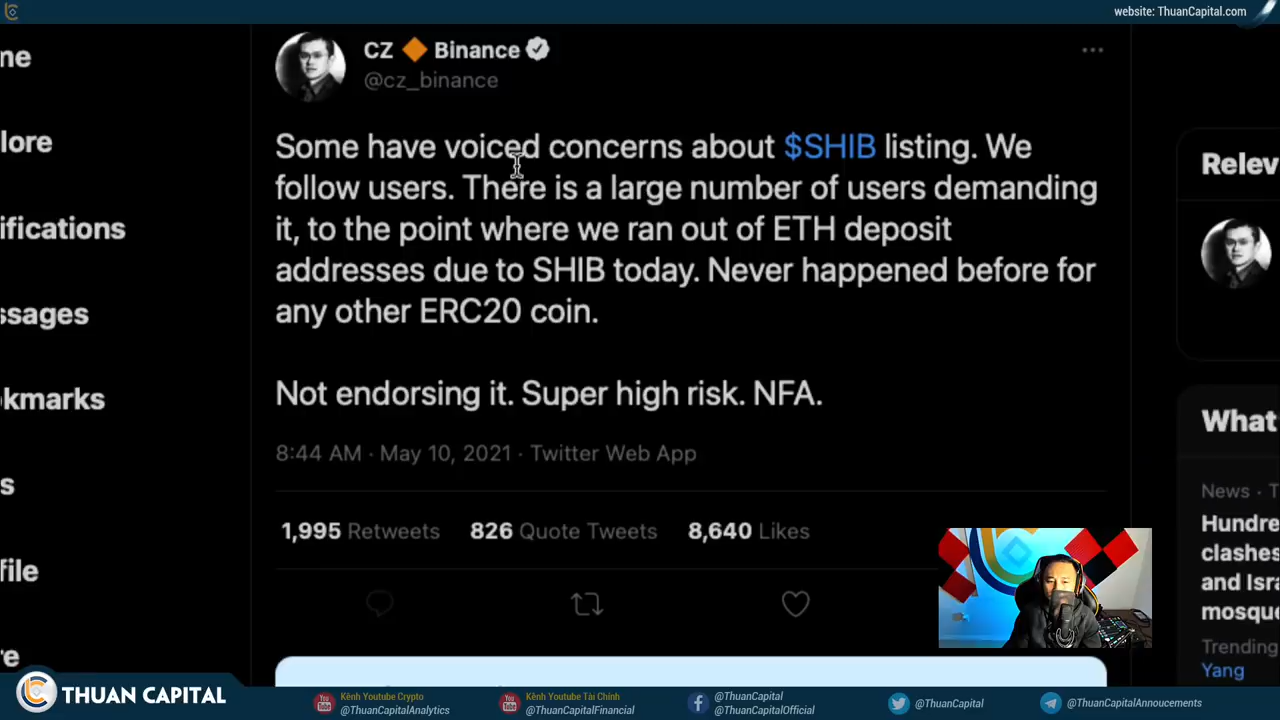 website: ThuanCapital.com
ne
lore
ifications
ssages
okmarks
s
file
re
CZ 🔶 Binance
@cz_binance
Some have voiced concerns about $SHIB listing. We
follow users. There is a large number of users demanding
it, to the point where we ran out of ETH deposit
addresses due to SHIB today. Never happened before for
any other ERC20 coin.
Not endorsing it. Super high risk. NFA.
8:44 AM · May 10, 2021 · Twitter Web App
1,995 Retweets 826 Quote Tweets 8,640 Likes
Relev
What
News · T
Hundre
clashes
and Isra
mosque
Trending
Yang
THUAN CAPITAL
Kênh Youtube Crypto
@ThuanCapitalAnalytics
Kênh Youtube Tài Chính
@ThuanCapitalFinancial
@ThuanCapital
@ThuanCapitalOfficial
@ThuanCapital
@ThuanCapitalAnnoucements